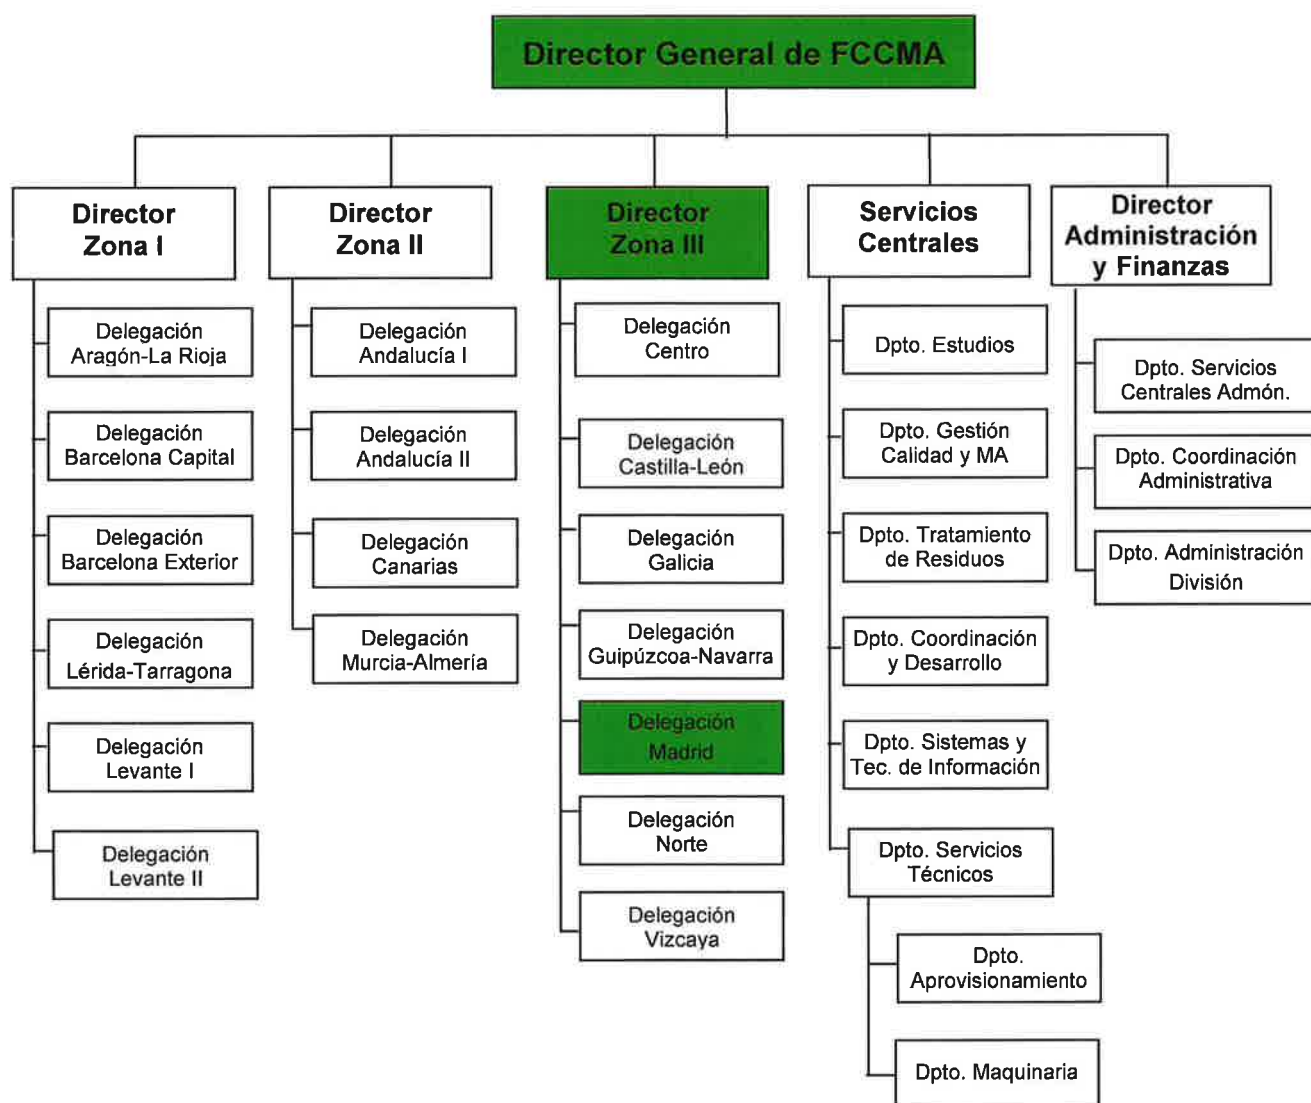 Director General de FCCMA
Director
Zona I
Delegación
Aragón-La Rioja
Delegación
Barcelona Capital
Delegación
Barcelona Exterior
Delegación
Lérida-Tarragona
Delegación
Levante I
Delegación
Levante II
Director
Zona II
Delegación
Andalucía I
Delegación
Andalucía II
Delegación
Canarias
Delegación
Murcia-Almería
Director
Zona III
Delegación
Centro
Delegación
Castilla-León
Delegación
Galicia
Delegación
Guipúzcoa-Navarra
Delegación
Madrid
Delegación
Norte
Delegación
Vizcaya
Servicios
Centrales
Dpto. Estudios
Dpto. Gestión
Calidad y MA
Dpto. Tratamiento
de Residuos
Dpto. Coordinación
y Desarrollo
Dpto. Sistemas y
Tec. de Información
Dpto. Servicios
Técnicos
Dpto.
Aprovisionamiento
Dpto. Maquinaria
Director
Administración
y Finanzas
Dpto. Servicios
Centrales Admón.
Dpto. Coordinación
Administrativa
Dpto. Administración
División